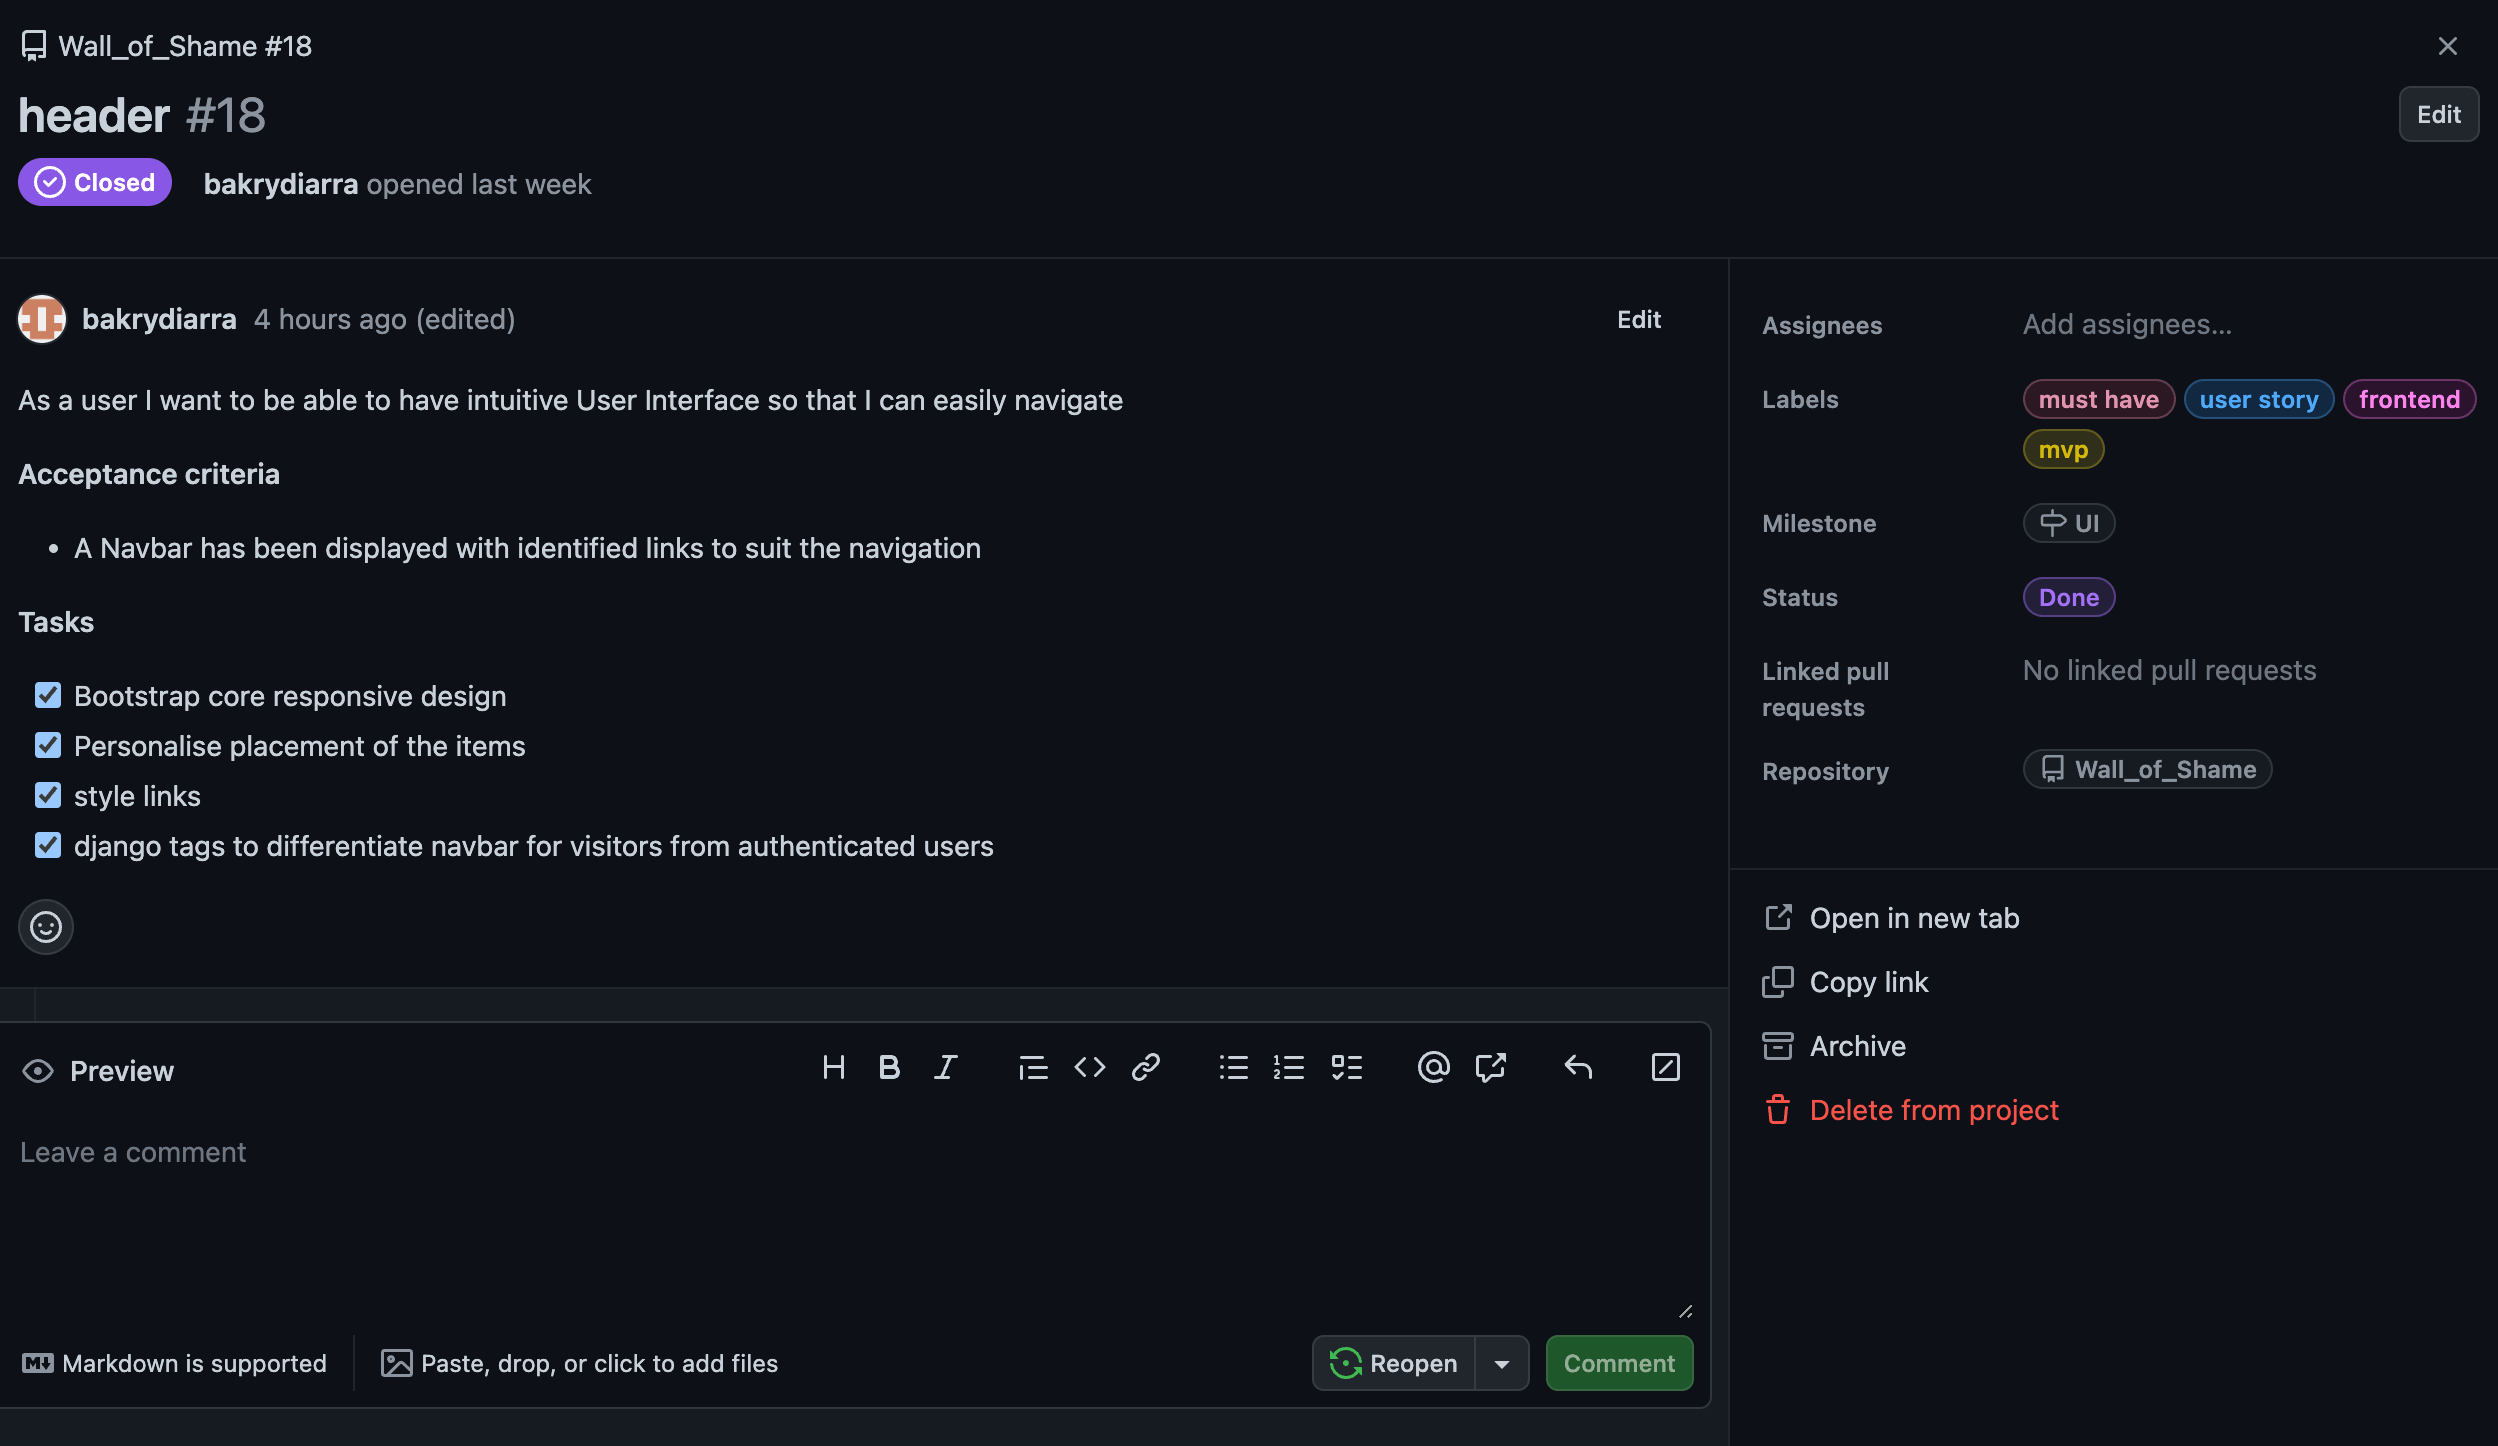 Wall_of_Shame #18
header #18
Edit
Closed
bakrydiarra opened last week
bakrydiarra 4 hours ago (edited)
Edit
As a user I want to be able to have intuitive User Interface so that I can easily navigate
Acceptance criteria
• A Navbar has been displayed with identified links to suit the navigation
Tasks
Bootstrap core responsive design
Personalise placement of the items
style links
django tags to differentiate navbar for visitors from authenticated users
Preview
Leave a comment
Markdown is supported
Paste, drop, or click to add files
Reopen
Comment
Assignees
Add assignees...
Labels
must have user story frontend
mvp
Milestone
UI
Status
Done
Linked pull
requests
No linked pull requests
Repository
Wall_of_Shame
Open in new tab
Copy link
Archive
Delete from project